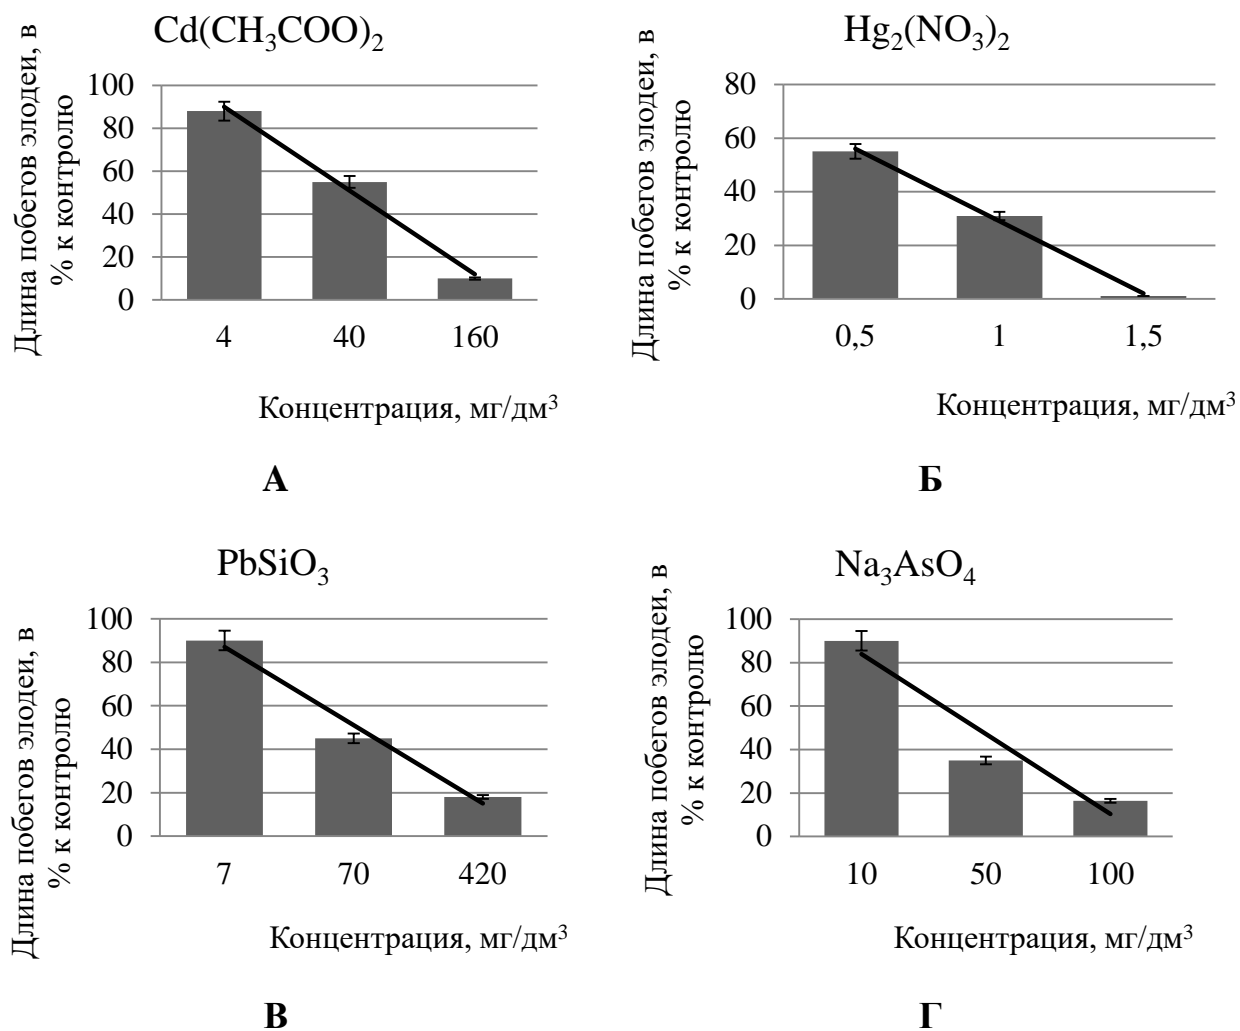 Cd(CH₃COO)₂
Длина побегов элодеи, в
% к контролю
100
80
60
40
20
0
4 40 160
Концентрация, мг/дм³
А
Hg₂(NO₃)₂
Длина побегов элодеи, в
% к контролю
80
60
40
20
0
0,5 1 1,5
Концентрация, мг/дм³
Б
PbSiO₃
Длина побегов элодеи, в
% к контролю
100
80
60
40
20
0
7 70 420
Концентрация, мг/дм³
В
Na₃AsO₄
Длина побегов элодеи, в
% к контролю
100
80
60
40
20
0
10 50 100
Концентрация, мг/дм³
Г